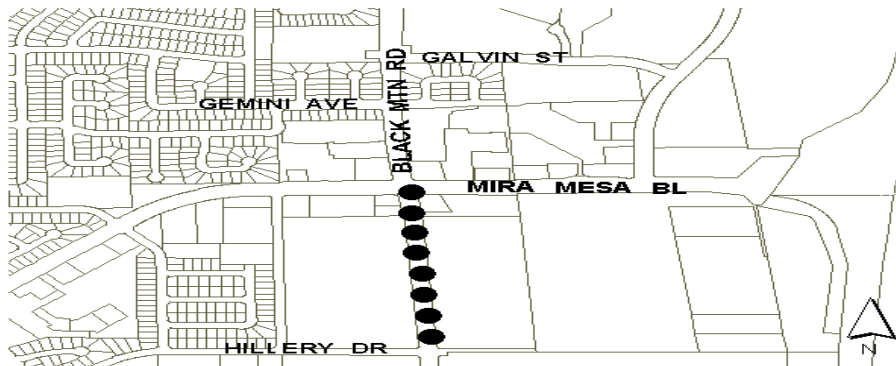 GALVIN ST
BLACK MTN RD
GEMINI AVE
MIRA MESA BL
HILLERY DR
N